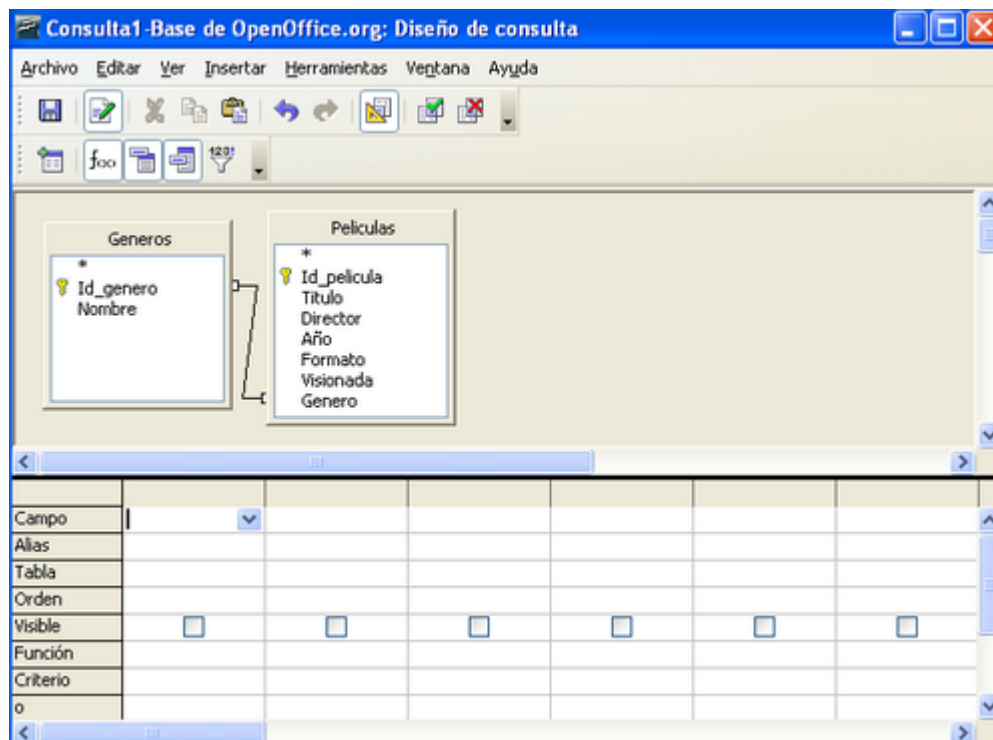 Consulta1-Base de OpenOffice.org: Diseño de consulta
Archivo Editar Ver Insertar Herramientas Ventana Ayuda
foo
Generos
*
Id_genero
Nombre
Peliculas
*
Id_pelicula
Titulo
Director
Año
Formato
Visionada
Genero
Campo
Alias
Tabla
Orden
Visible
Función
Criterio
o